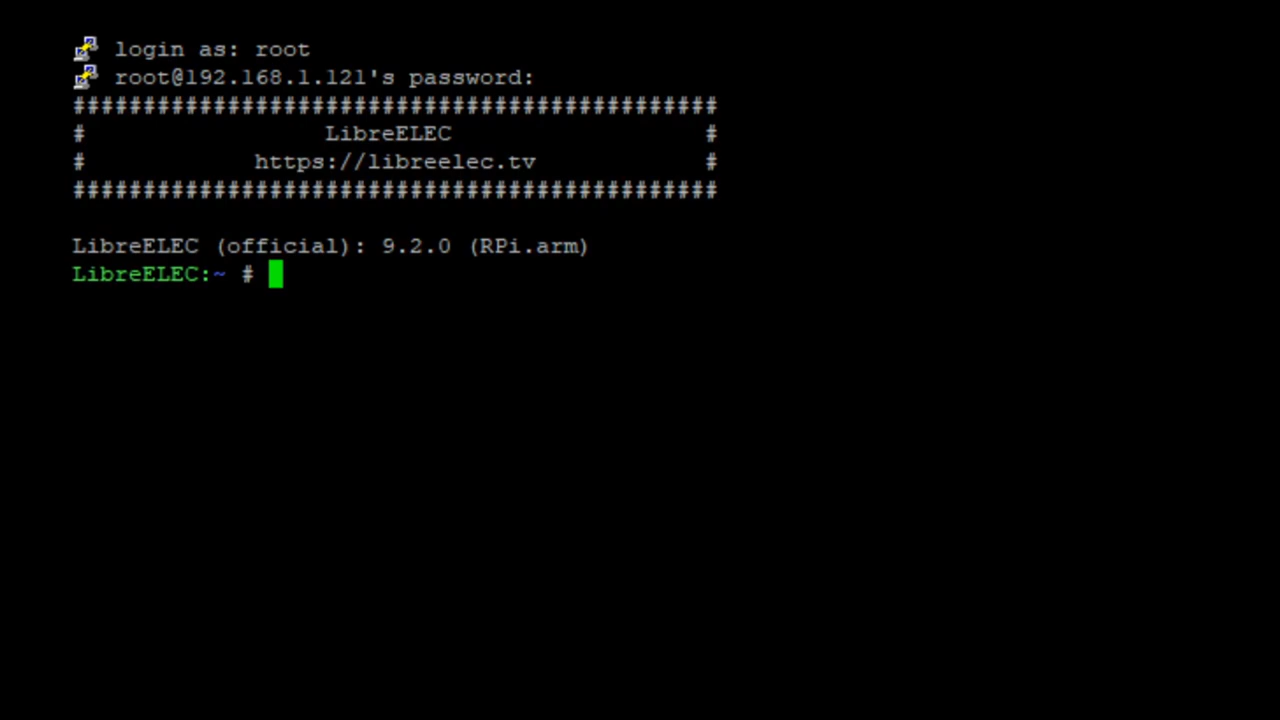 login as: root
root@192.168.1.121's password:
##############################################
# LibreELEC #
# https://libreelec.tv #
##############################################
LibreELEC (official): 9.2.0 (RPi.arm)
LibreELEC:~ #